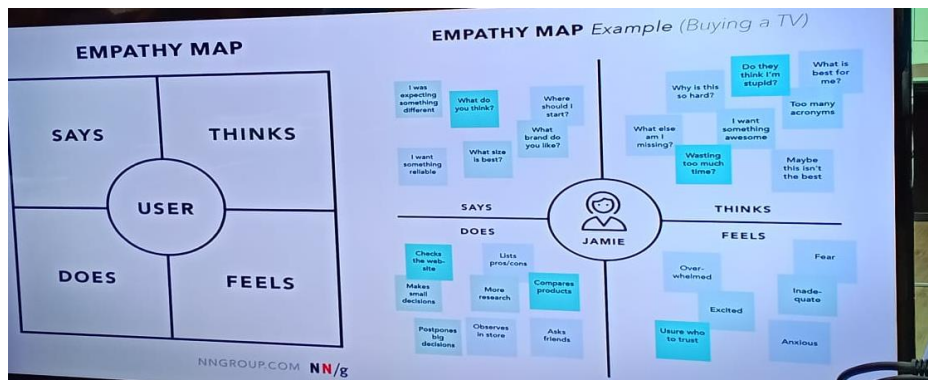 EMPATHY MAP
SAYS
THINKS
USER
DOES
FEELS
NNGROUP.COM NN/g
EMPATHY MAP Example (Buying a TV)
I was
expecting
something
different
What do
you think?
Where
should I
start?
What
brand do
you like?
What size
is best?
I want
something
reliable
SAYS
Why is this
so hard?
Do they
think I'm
stupid?
What is
best for
me?
Too many
acronyms
I want
something
awesome
What else
am I
missing?
Wasting
too much
time?
Maybe
this isn't
the best
THINKS
JAMIE
DOES
Checks
the web-
site
Lists
pros/cons
Makes
small
decisions
More
research
Compares
products
Postpones
big
decisions
Observes
in store
Asks
friends
FEELS
Over-
whelmed
Fear
Inade-
quate
Excited
Usure who
to trust
Anxious